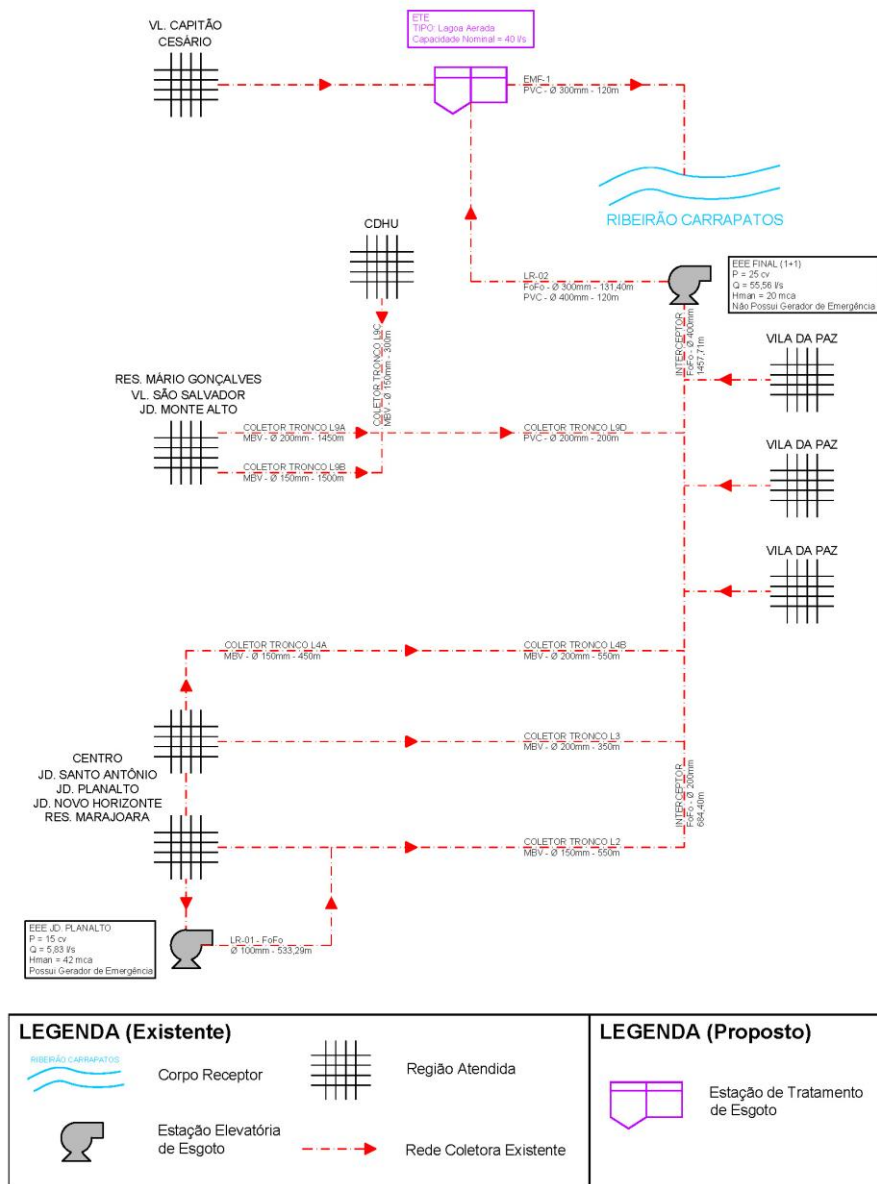 VL. CAPITÃO
CESÁRIO
ETE
TIPO: Lagoa Aerada
Capacidade Nominal = 40 l/s
EMF-1
PVC - Ø 300mm - 120m
RIBEIRÃO CARRAPATOS
CDHU
COLETOR TRONCO L9C
MBV - Ø 150mm - 300m
LR-02
FoFo - Ø 300mm - 131,40m
PVC - Ø 400mm - 120m
EEE FINAL (1+1)
P = 25 cv
Q = 55,56 l/s
Hman = 20 mca
Não Possui Gerador de Emergência
INTERCEPTOR
FoFo - Ø 400mm
1457,71m
VILA DA PAZ
RES. MÁRIO GONÇALVES
VL. SÃO SALVADOR
JD. MONTE ALTO
COLETOR TRONCO L9A
MBV - Ø 200mm - 1450m
COLETOR TRONCO L9B
MBV - Ø 150mm - 1500m
COLETOR TRONCO L9D
PVC - Ø 200mm - 200m
VILA DA PAZ
VILA DA PAZ
COLETOR TRONCO L4A
MBV - Ø 150mm - 450m
COLETOR TRONCO L4B
MBV - Ø 200mm - 550m
COLETOR TRONCO L3
MBV - Ø 200mm - 350m
CENTRO
JD. SANTO ANTÔNIO
JD. PLANALTO
JD. NOVO HORIZONTE
RES. MARAJOARA
INTERCEPTOR
FoFo - Ø 200mm
684,40m
COLETOR TRONCO L2
MBV - Ø 150mm - 550m
EEE JD. PLANALTO
P = 15 cv
Q = 5,83 l/s
Hman = 42 mca
Possui Gerador de Emergência
LR-01 - FoFo
Ø 100mm - 533,29m
LEGENDA (Existente)
RIBEIRÃO CARRAPATOS
Corpo Receptor
Região Atendida
Estação Elevatória
de Esgoto
Rede Coletora Existente
LEGENDA (Proposto)
Estação de Tratamento
de Esgoto